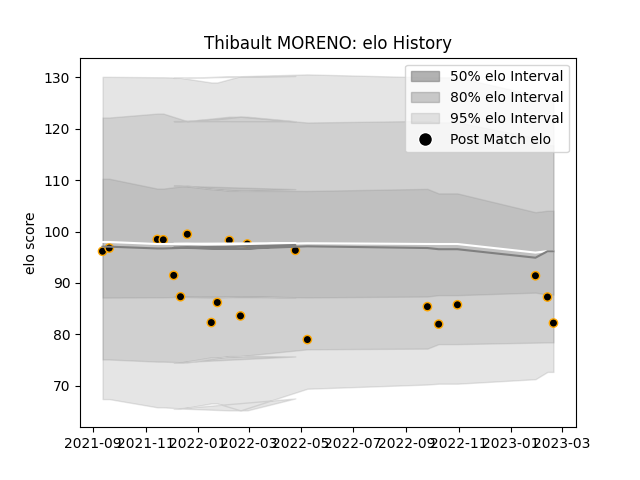 Thibault MORENO: elo History
130
120
110
100
90
80
70
elo score
50% elo Interval
80% elo Interval
95% elo Interval
Post Match elo
2021-09 2021-11 2022-01 2022-03 2022-05 2022-07 2022-09 2022-11 2023-01 2023-03